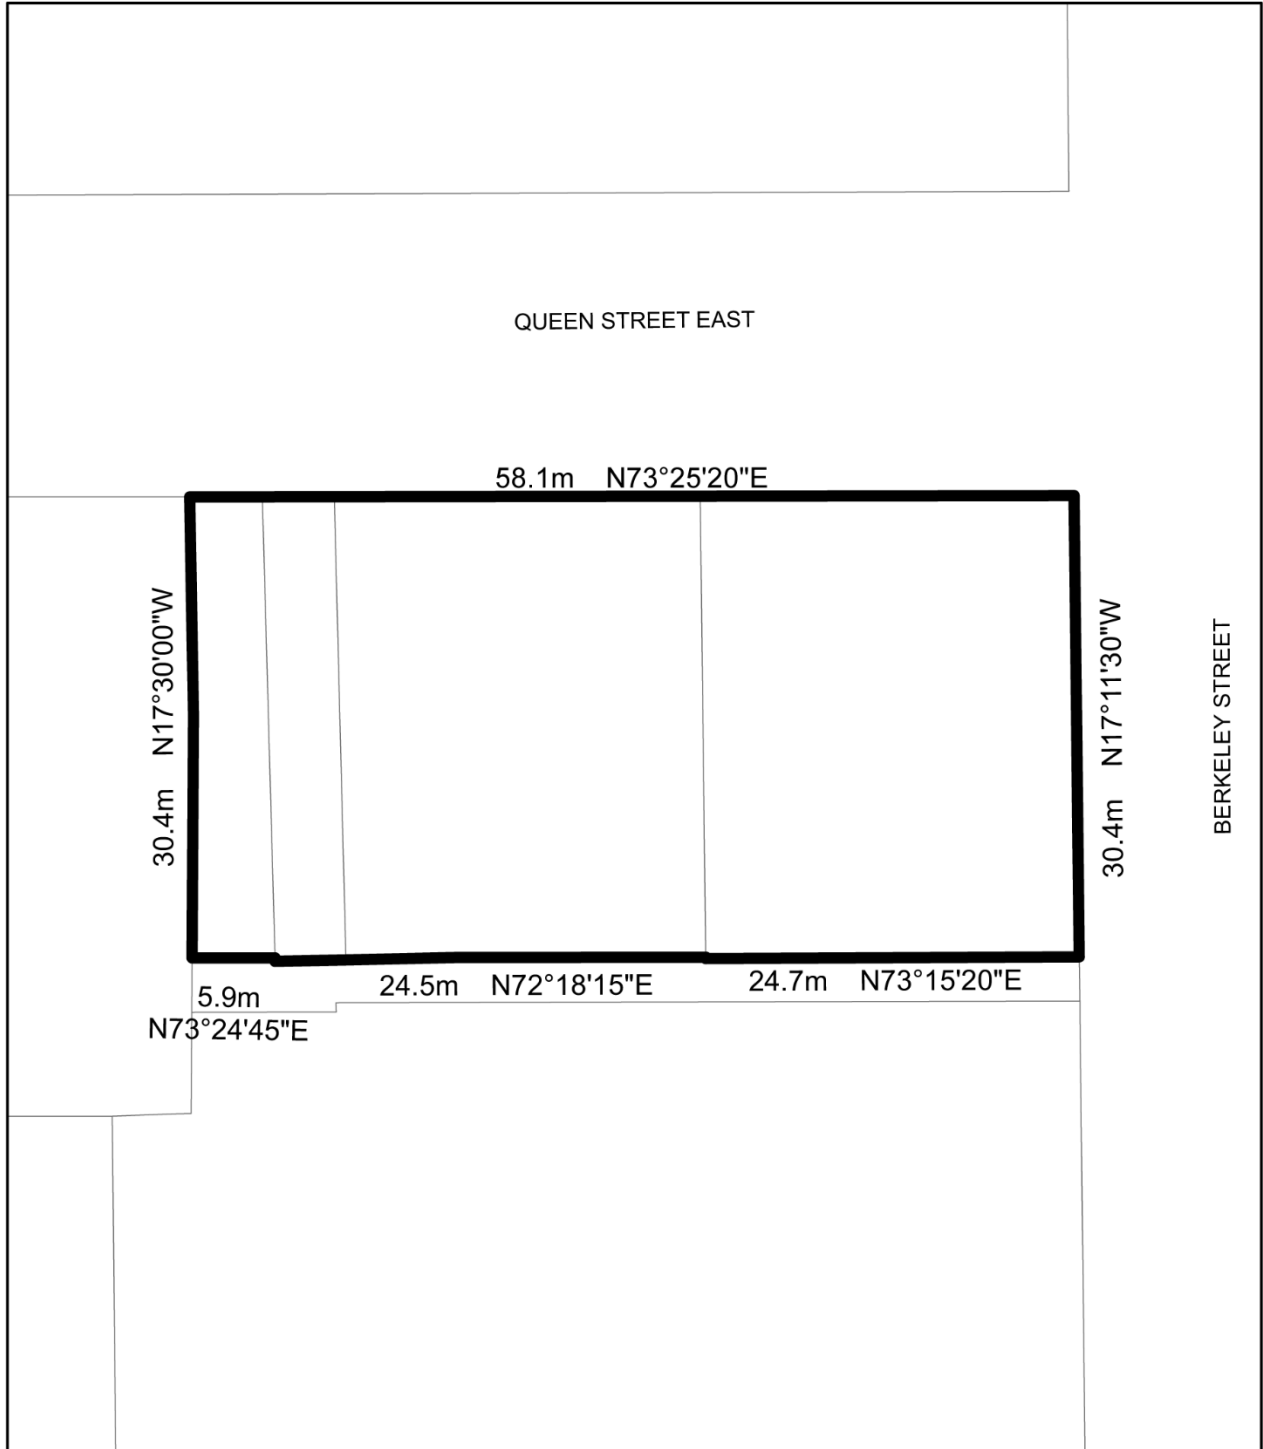 QUEEN STREET EAST
58.1m N73°25'20"E
30.4m N17°30'00"W
30.4m N17°11'30"W
BERKELEY STREET
5.9m
N73°24'45"E
24.5m N72°18'15"E
24.7m N73°15'20"E